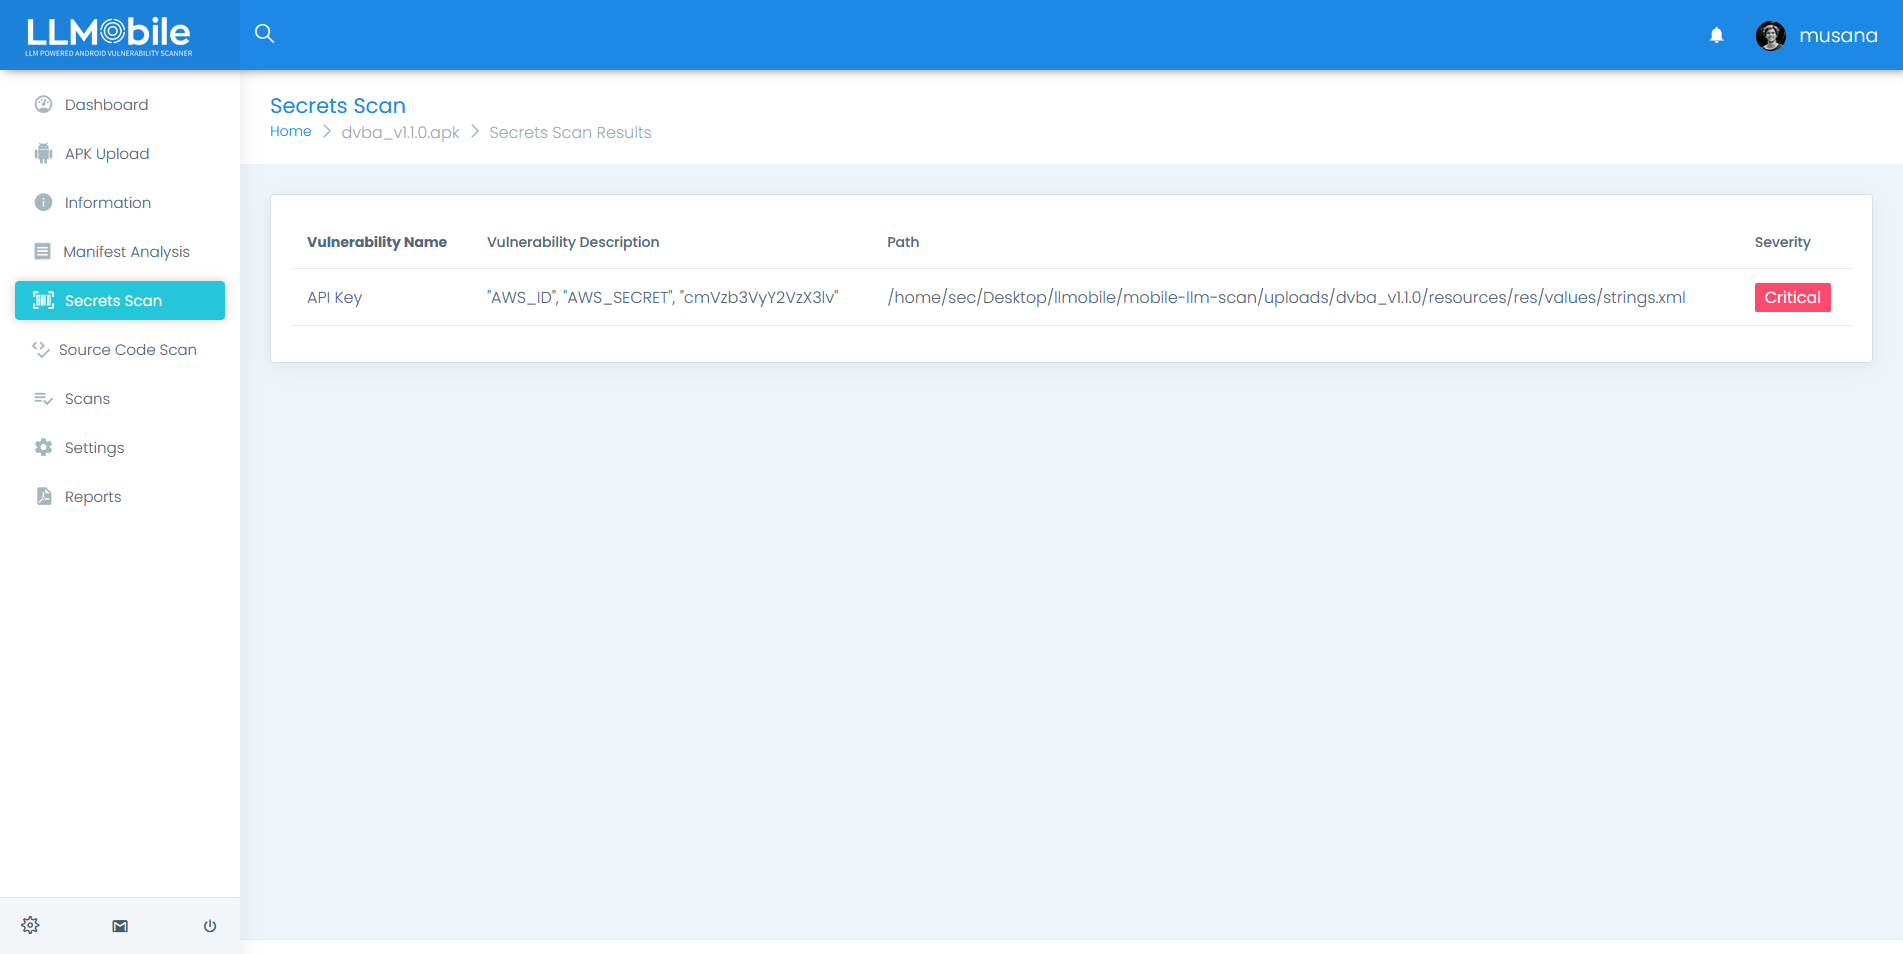 LLMobile
LLM POWERED ANDROID VULNERABILITY SCANNER
musana
Dashboard
APK Upload
Information
Manifest Analysis
Secrets Scan
Source Code Scan
Scans
Settings
Reports
Secrets Scan
Home > dvba_v1.1.0.apk > Secrets Scan Results
Vulnerability Name Vulnerability Description Path Severity
API Key "AWS_ID", "AWS_SECRET", "cmVzb3VyY2VzX3lv" /home/sec/Desktop/llmobile/mobile-llm-scan/uploads/dvba_v1.1.0/resources/res/values/strings.xml Critical